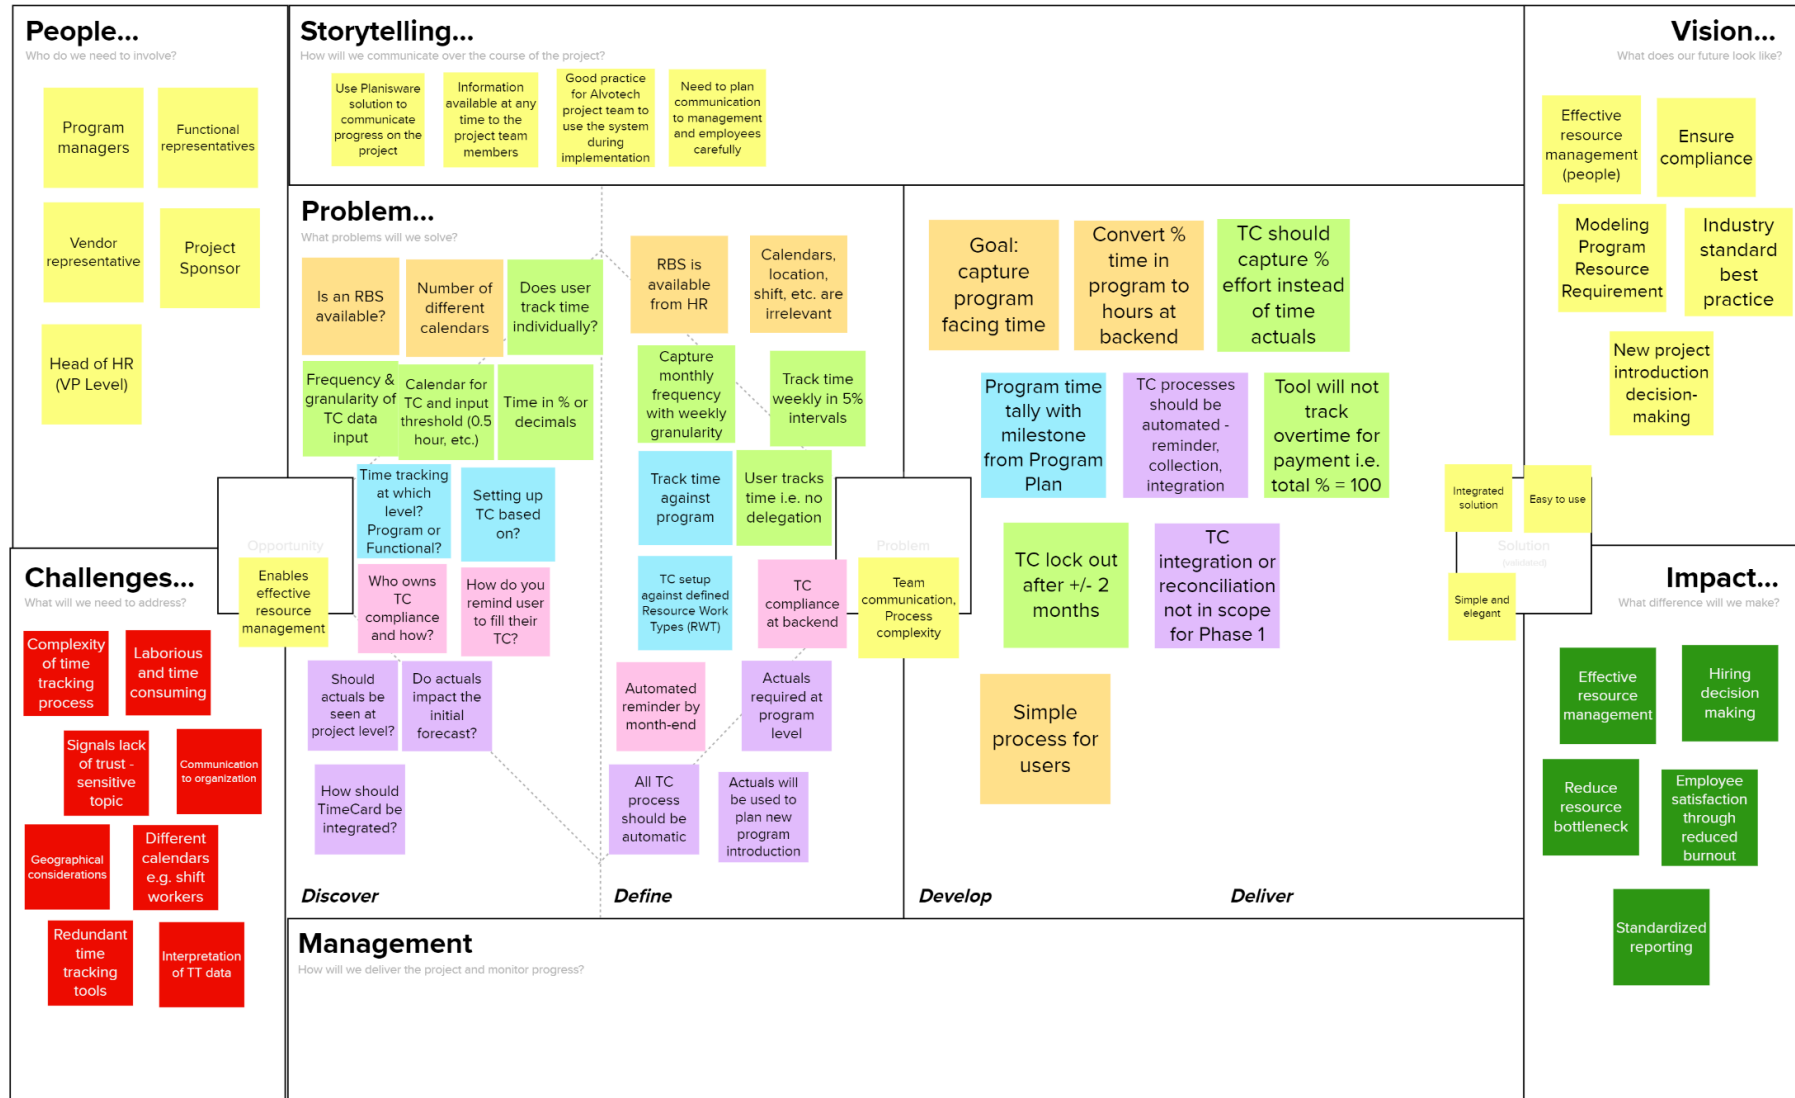 People...
Who do we need to involve?
Program
managers
Functional
representatives
Vendor
representative
Project
Sponsor
Head of HR
(VP Level)
Storytelling...
How will we communicate over the course of the project?
Use Planisware
solution to
communicate
progress on the
project
Information
available at any
time to the
project team
members
Good practice
for Alvotech
project team to
use the system
during
implementation
Need to plan
communication
to management
and employees
carefully
Vision...
What does our future look like?
Effective
resource
management
(people)
Ensure
compliance
Modeling
Program
Resource
Requirement
Industry
standard
best
practice
New project
introduction
decision-
making
Problem...
What problems will we solve?
Is an RBS
available?
Number of
different
calendars
Does user
track time
individually?
Frequency &
granularity of
TC data
input
Calendar for
TC and input
threshold (0.5
hour, etc.)
Time in % or
decimals
Time tracking
at which
level?
Program or
Functional?
Setting up
TC based
on?
Who owns
TC
compliance
and how?
How do you
remind user
to fill their
TC?
Should
actuals be
seen at
project level?
Do actuals
impact the
initial
forecast?
How should
TimeCard be
integrated?
Discover
RBS is
available
from HR
Calendars,
location,
shift, etc. are
irrelevant
Capture
monthly
frequency
with weekly
granularity
Track time
weekly in 5%
intervals
Track time
against
program
User tracks
time i.e. no
delegation
TC setup
against defined
Resource Work
Types (RWT)
TC
compliance
at backend
Automated
reminder by
month-end
Actuals
required at
program
level
All TC
process
should be
automatic
Actuals will
be used to
plan new
program
introduction
Define
Opportunity
Enables
effective
resource
management
Problem
Team
communication,
Process
complexity
Goal:
capture
program
facing time
Convert %
time in
program to
hours at
backend
TC should
capture %
effort instead
of time
actuals
Program time
tally with
milestone
from Program
Plan
TC processes
should be
automated -
reminder,
collection,
integration
Tool will not
track
overtime for
payment i.e.
total % = 100
TC lock out
after +/- 2
months
TC
integration or
reconciliation
not in scope
for Phase 1
Simple
process for
users
Develop
Deliver
Integrated
solution
Easy to use
Solution
(validated)
Simple and
elegant
Challenges...
What will we need to address?
Complexity
of time
tracking
process
Laborious
and time
consuming
Signals lack
of trust -
sensitive
topic
Communication
to organization
Geographical
considerations
Different
calendars
e.g. shift
workers
Redundant
time
tracking
tools
Interpretation
of TT data
Impact...
What difference will we make?
Effective
resource
management
Hiring
decision
making
Reduce
resource
bottleneck
Employee
satisfaction
through
reduced
burnout
Standardized
reporting
Management
How will we deliver the project and monitor progress?